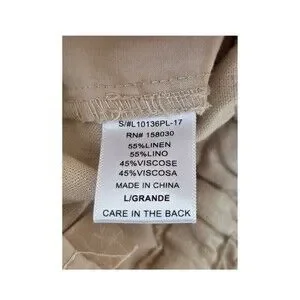 S/#L10136PL-17
RN# 158030
55%LINEN
55%LINO
45%VISCOSE
45%VISCOSA
MADE IN CHINA
L/GRANDE
CARE IN THE BACK